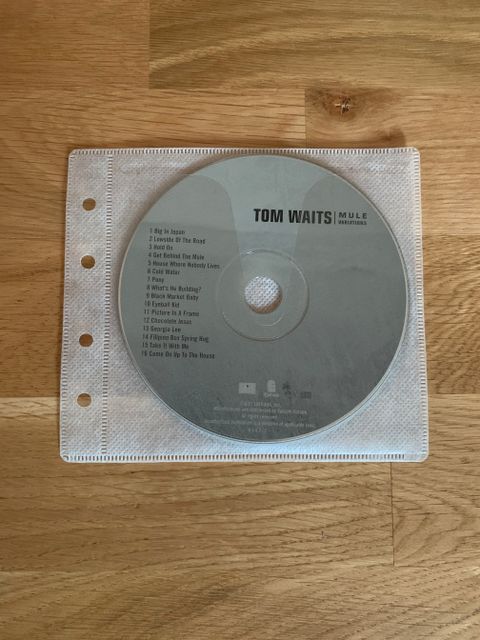 TOM WAITS MULE
VARIATIONS
1 Big In Japan
2 Lowside Of The Road
3 Hold On
4 Get Behind The Mule
5 House Where Nobody Lives
6 Cold Water
7 Pony
8 What's He Building?
9 Black Market Baby
10 Eyeball Kid
11 Picture In A Frame
12 Chocolate Jesus
13 Georgia Lee
14 Filipino Box Spring Hog
15 Take It With Me
16 Come On Up To The House
All rights reserved.